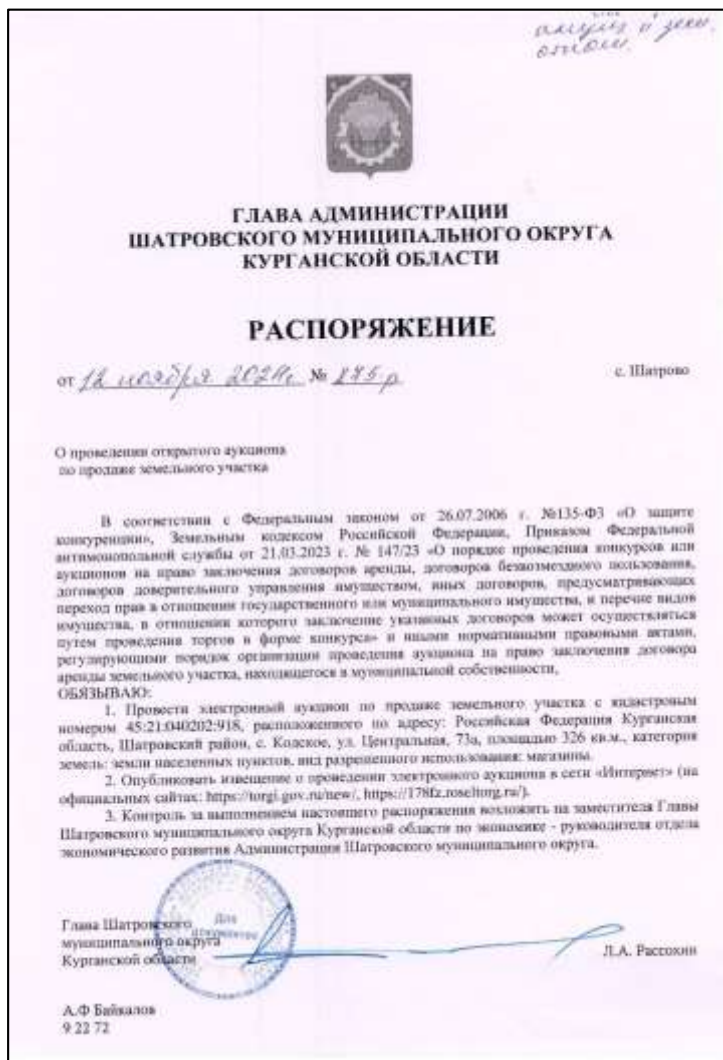 аукцион и зем.
ГЛАВА АДМИНИСТРАЦИИ
ШАТРОВСКОГО МУНИЦИПАЛЬНОГО ОКРУГА
КУРГАНСКОЙ ОБЛАСТИ
РАСПОРЯЖЕНИЕ
от 12 ноября 2024г. № 275 р с. Шатрово
О проведении открытого аукциона
по продаже земельного участка
В соответствии с Федеральным законом от 26.07.2006 г. №135-ФЗ «О защите
конкуренции», Земельным кодексом Российской Федерации, Приказом Федеральной
антимонопольной службы от 21.03.2023 г. № 147/23 «О порядке проведения конкурсов или
аукционов на право заключения договоров аренды, договоров безвозмездного пользования,
договоров доверительного управления имуществом, иных договоров, предусматривающих
переход прав в отношении государственного или муниципального имущества, и перечне видов
имущества, в отношении которого заключение указанных договоров может осуществляться
путем проведения торгов в форме конкурса» и иными нормативными правовыми актами,
регулирующими порядок организации проведения аукциона на право заключения договора
аренды земельного участка, находящегося в муниципальной собственности,
ОБЯЗЫВАЮ:
1. Провести электронный аукцион по продаже земельного участка с кадастровым
номером 45:21:040202:918, расположенного по адресу: Российская Федерация Курганская
область, Шатровский район, с. Кодское, ул. Центральная, 73а, площадью 326 кв.м., категория
земель: земли населенных пунктов, вид разрешенного использования: магазины.
2. Опубликовать извещение о проведении электронного аукциона в сети «Интернет» (на
официальных сайтах: https://torgi.gov.ru/new/, https://178fz.roseltorg.ru/).
3. Контроль за выполнением настоящего распоряжения возложить на заместителя Главы
Шатровского муниципального округа Курганской области по экономике - руководителя отдела
экономического развития Администрации Шатровского муниципального округа.
Для
документов
Глава Шатровского
муниципального округа
Курганской области Л.А. Рассохин
А.Ф Байкалов
9 22 72